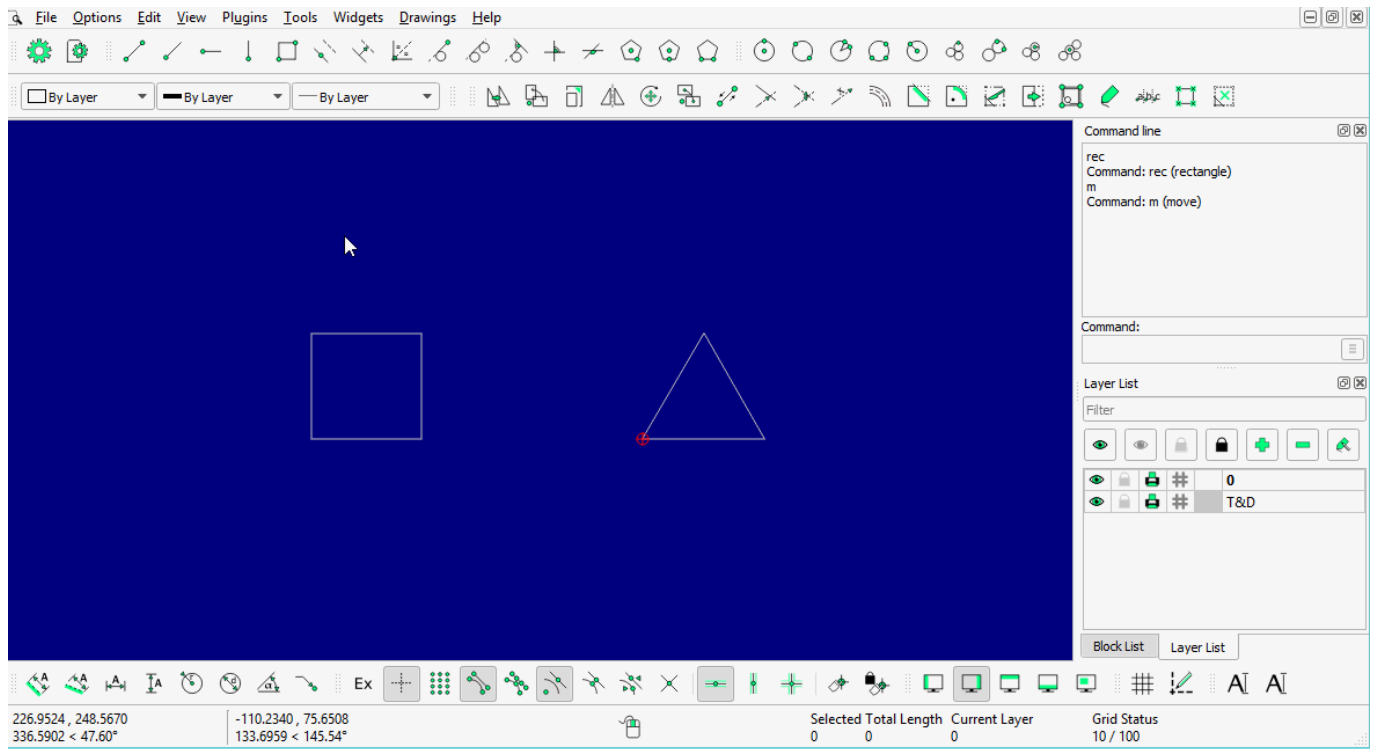 File Options Edit View Plugins Tools Widgets Drawings Help
By Layer By Layer By Layer
Command line
rec
Command: rec (rectangle)
m
Command: m (move)
Command:
Layer List
Filter
0
T&D
Block List Layer List
Ex
226.9524 , 248.5670 -110.2340 , 75.6508 Selected Total Length Current Layer Grid Status
336.5902 < 47.60° 133.6959 < 145.54° 0 0 0 10 / 100